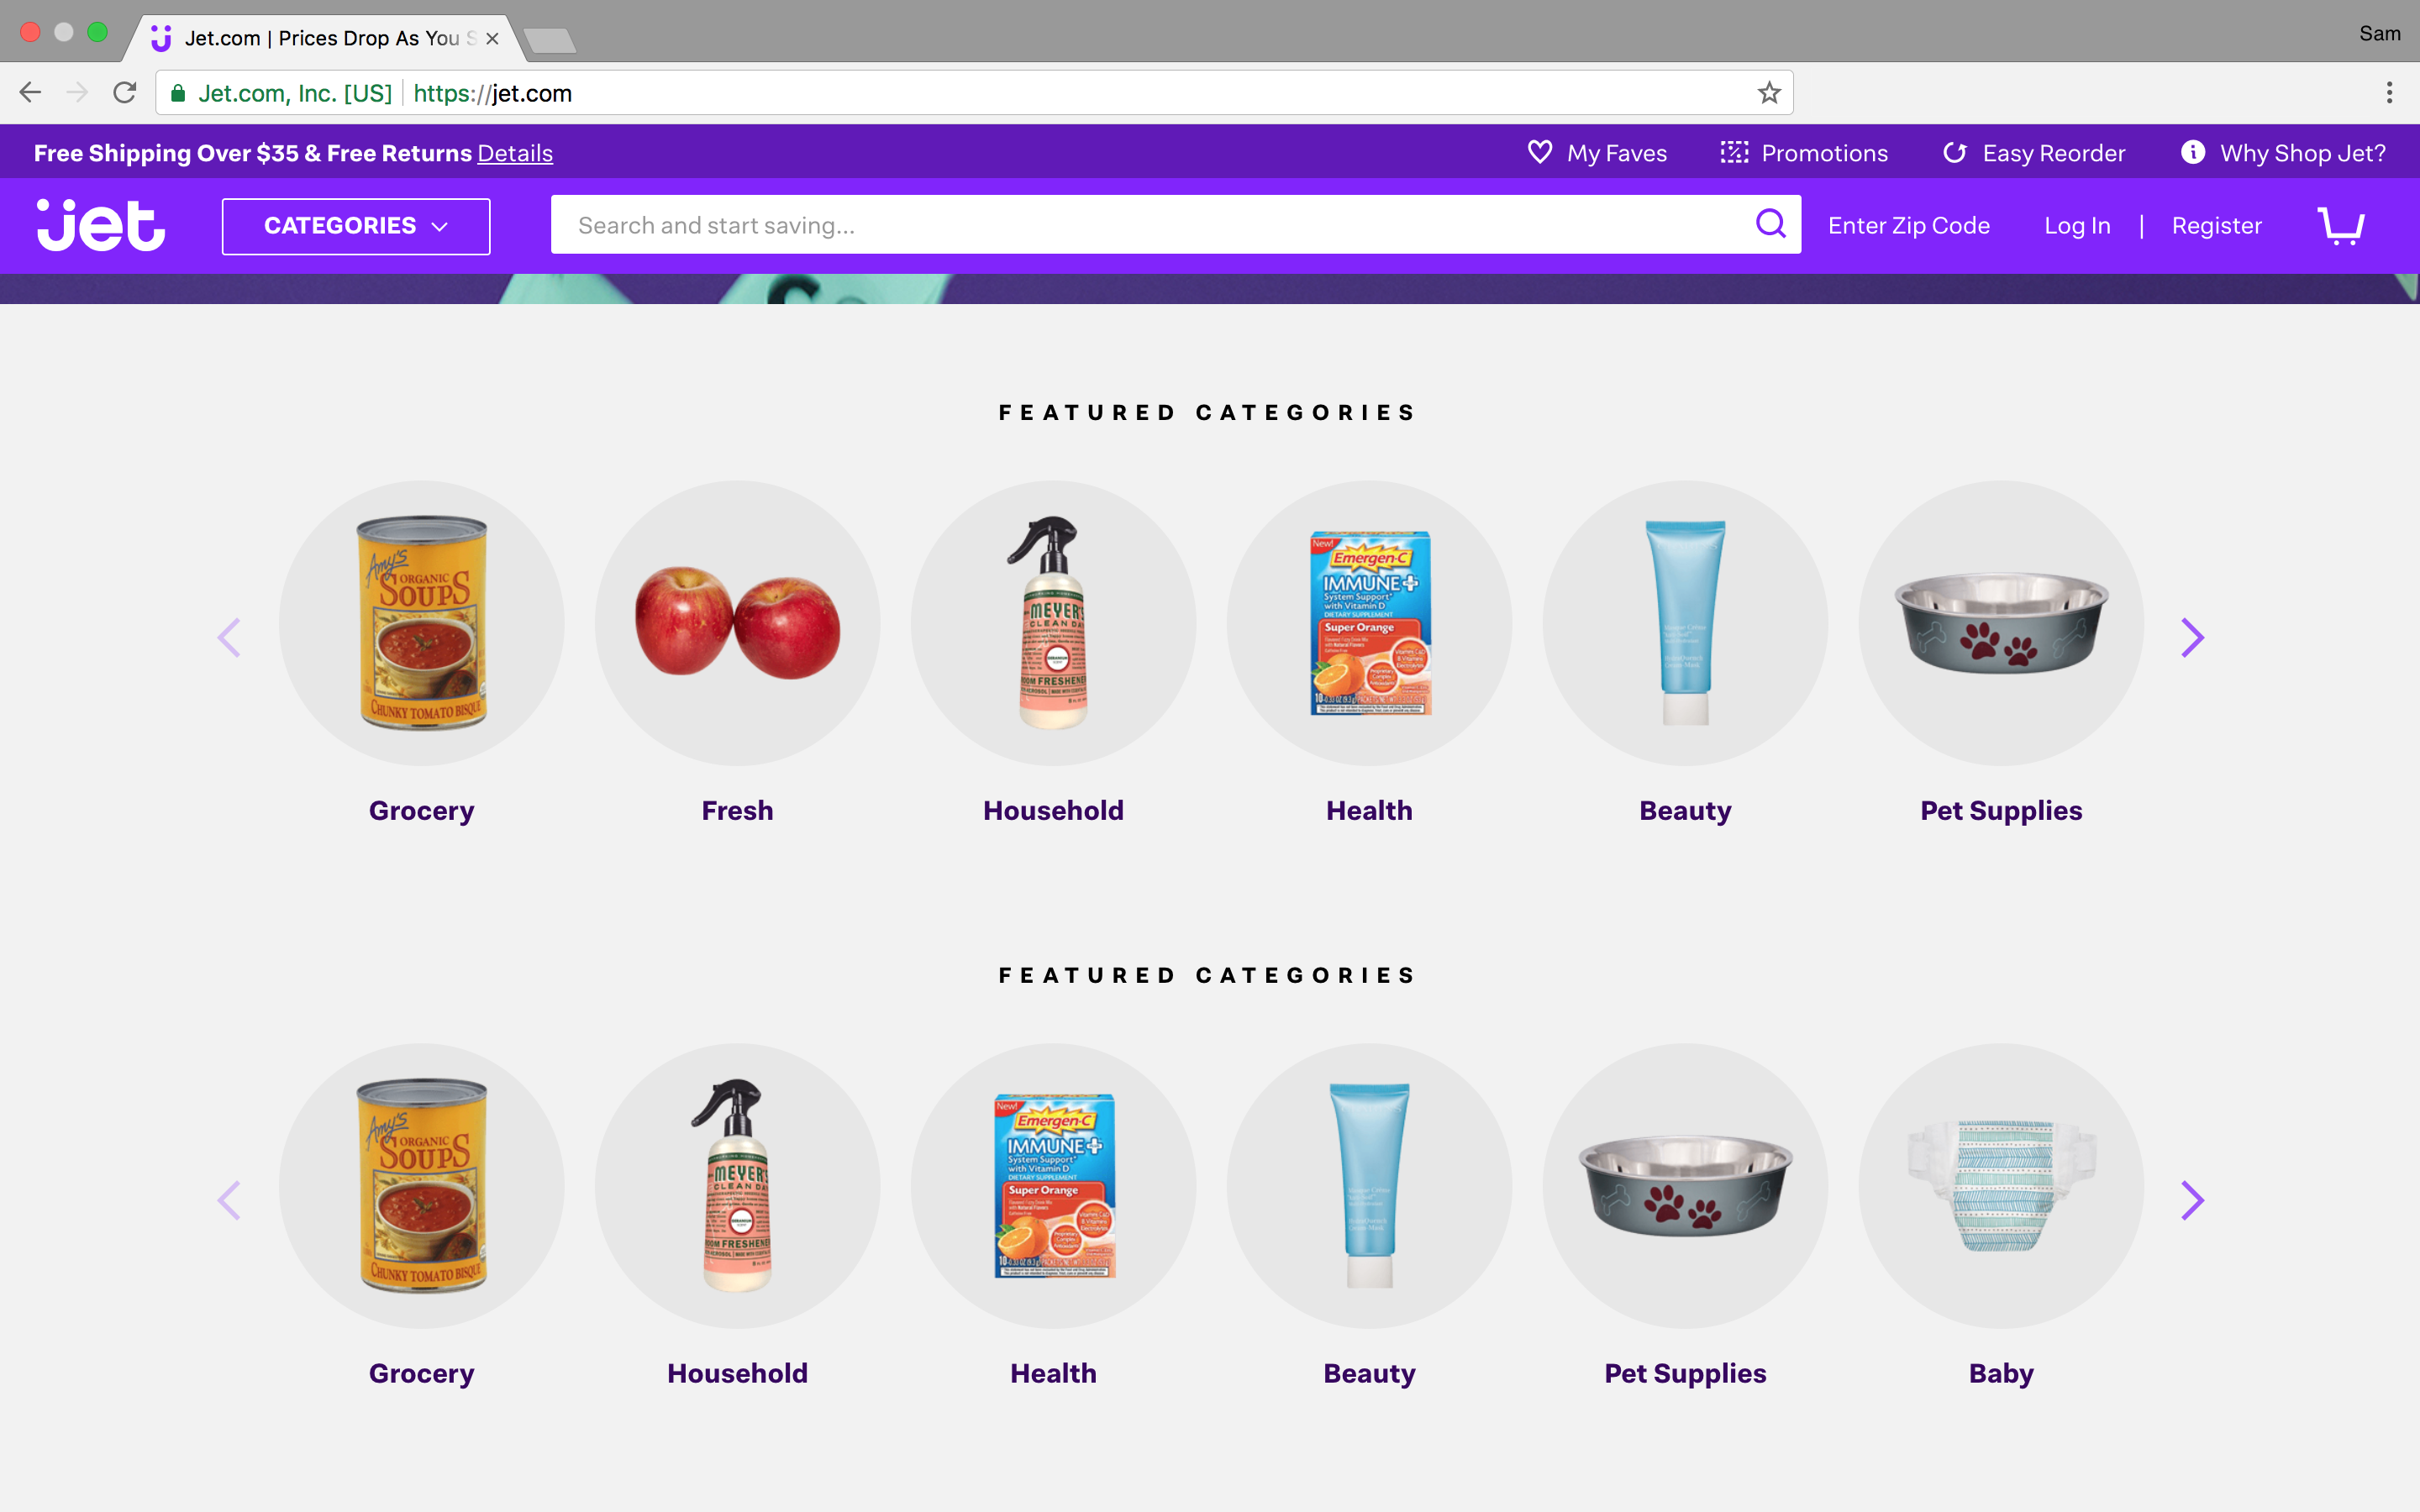 Jet.com | Prices Drop As You S
Sam
Jet.com, Inc. [US] https://jet.com
Free Shipping Over $35 & Free Returns Details
My Faves
Promotions
Easy Reorder
Why Shop Jet?
jet
CATEGORIES
Search and start saving...
Enter Zip Code
Log In | Register
FEATURED CATEGORIES
Amy's
ORGANIC
SOUPS
CHUNKY TOMATO BISQUE
MEYER'S
CLEAN DAY
ROOM FRESHENER
New!
Emergen-C
IMMUNE+
System Support*
with Vitamin D
DIETARY SUPPLEMENT
Super Orange
Grocery
Fresh
Household
Health
Beauty
Pet Supplies
FEATURED CATEGORIES
Amy's
ORGANIC
SOUPS
CHUNKY TOMATO BISQUE
MEYER'S
CLEAN DAY
ROOM FRESHENER
New!
Emergen-C
IMMUNE+
System Support*
with Vitamin D
DIETARY SUPPLEMENT
Super Orange
Grocery
Household
Health
Beauty
Pet Supplies
Baby